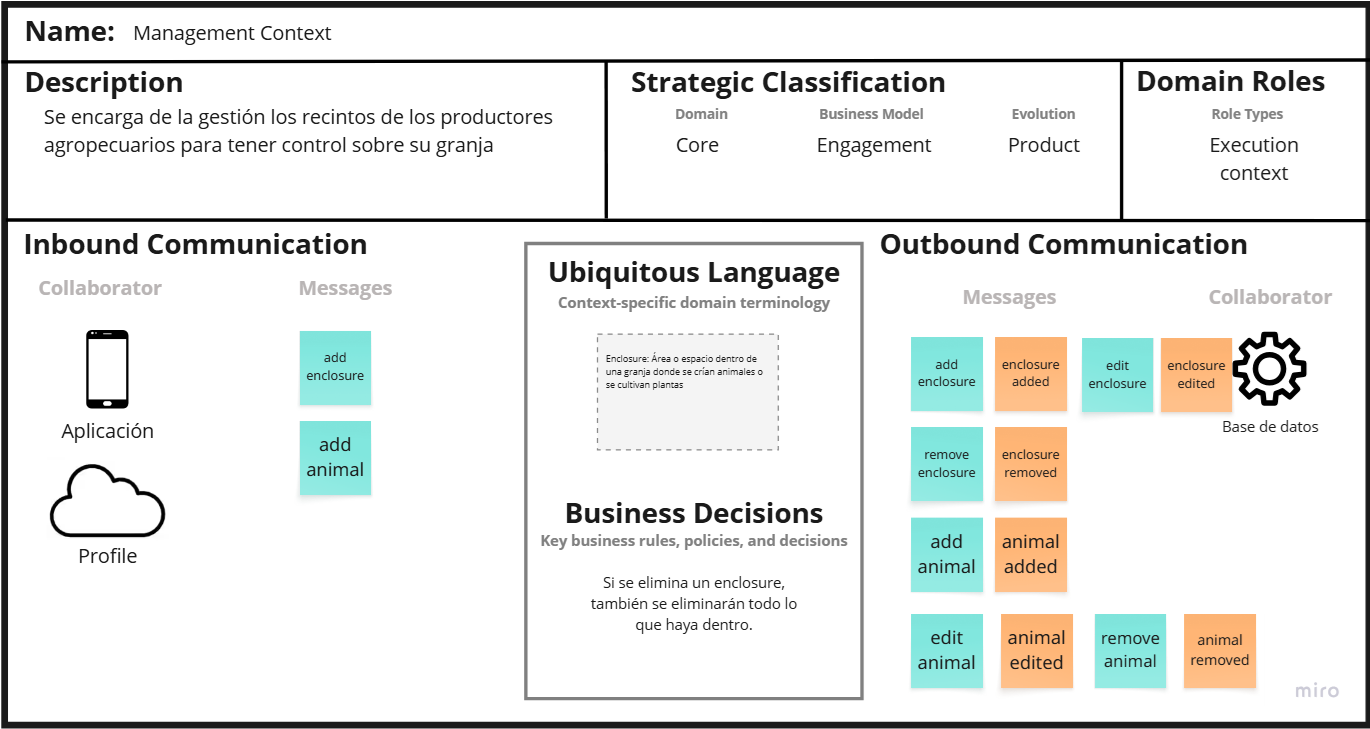 Name: Management Context
Description
Se encarga de la gestión los recintos de los productores
agropecuarios para tener control sobre su granja
Strategic Classification
Domain
Business Model
Evolution
Core
Engagement
Product
Domain Roles
Role Types
Execution
context
Inbound Communication
Collaborator
Messages
Aplicación
Profile
add
enclosure
add
animal
Ubiquitous Language
Context-specific domain terminology
Enclosure: Área o espacio dentro de
una granja donde se crían animales o
se cultivan plantas
Business Decisions
Key business rules, policies, and decisions
Si se elimina un enclosure,
también se eliminarán todo lo
que haya dentro.
Outbound Communication
Messages
Collaborator
add
enclosure
enclosure
added
edit
enclosure
enclosure
edited
Base de datos
remove
enclosure
enclosure
removed
add
animal
animal
added
edit
animal
animal
edited
remove
animal
animal
removed
miro